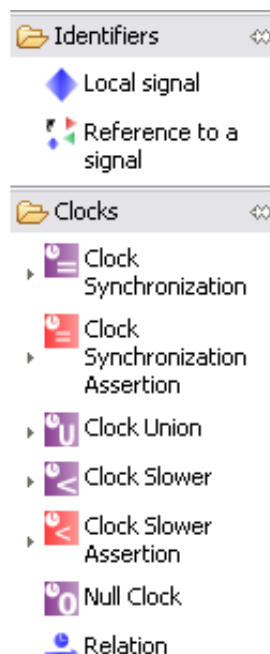 Identifiers
Local signal
Reference to a
signal
Clocks
Clock
Synchronization
Clock
Synchronization
Assertion
Clock Union
Clock Slower
Clock Slower
Assertion
Null Clock
Relation